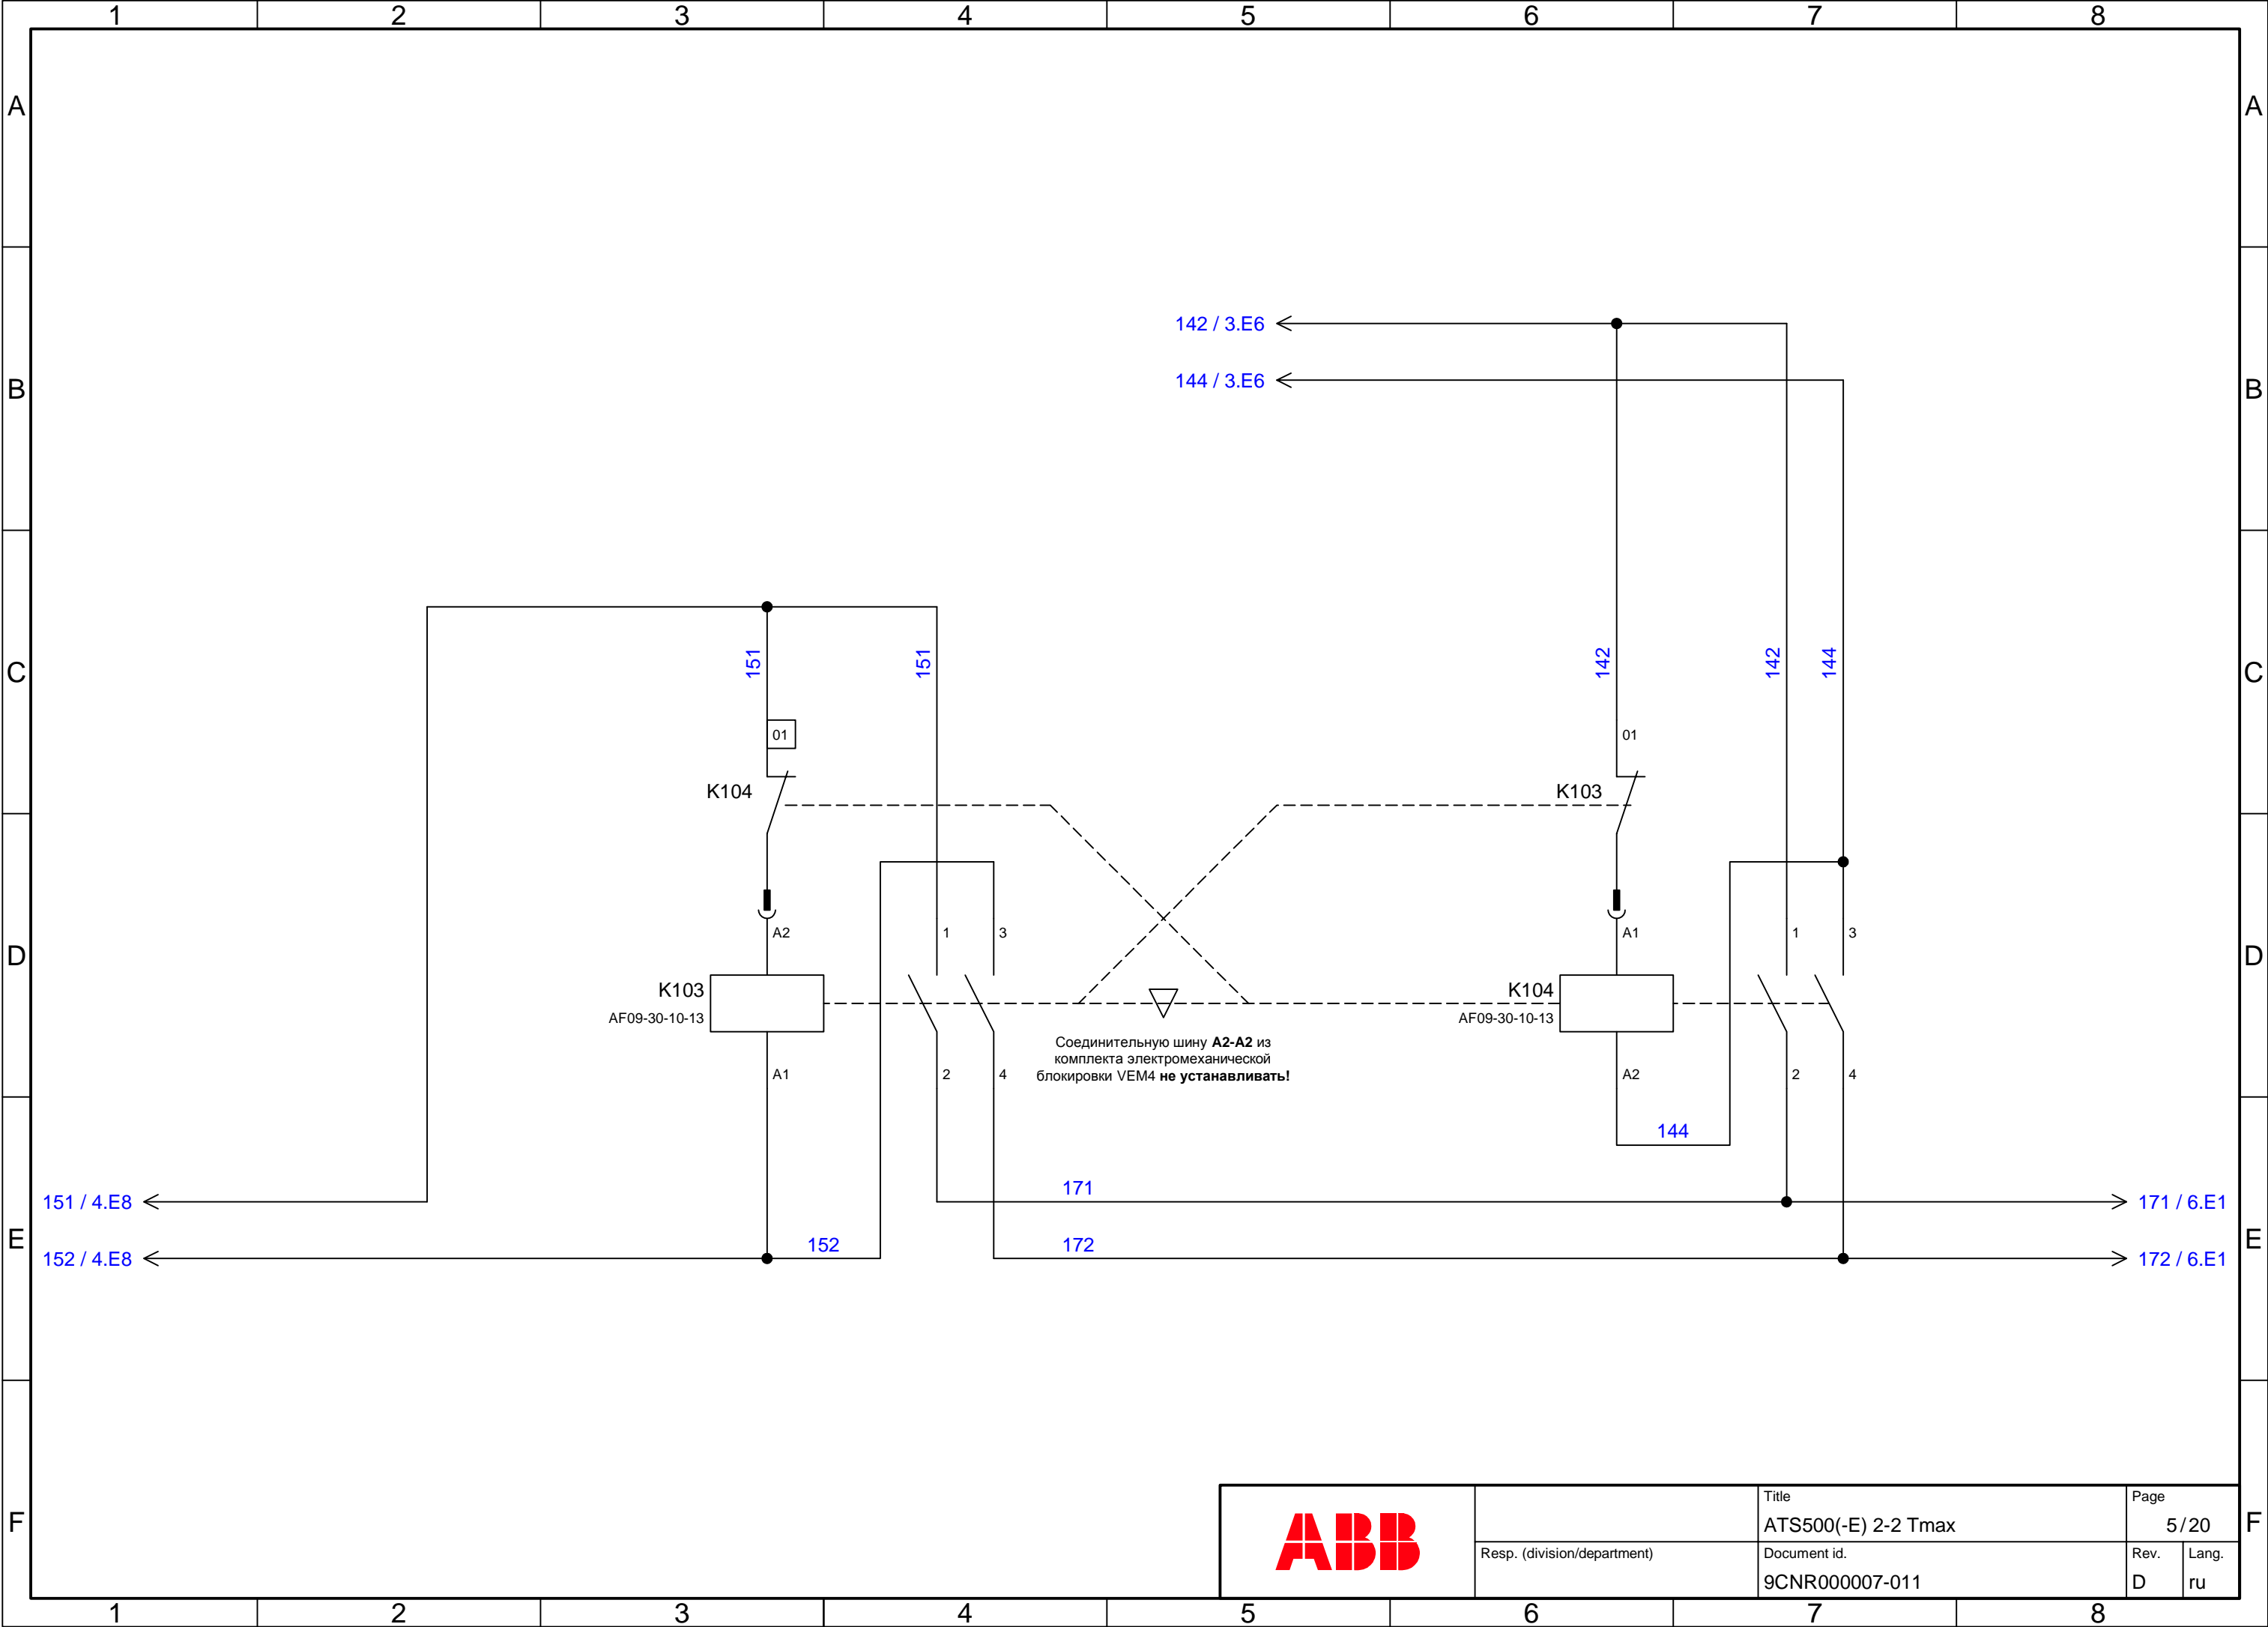 1 2 3 4 5 6 7 8
A A
142 / 3.E6
B B
144 / 3.E6
C 151 151 142 142 144 C
01 01
K104 K103
D A2 1 3 A1 1 3 D
K103 K104
AF09-30-10-13 AF09-30-10-13
Соединительную шину A2-A2 из
комплекта электромеханической
блокировки VEM4 не устанавливать!
A1 2 4 A2 2 4
144
171
151 / 4.E8 171 / 6.E1
E E
152 172
152 / 4.E8 172 / 6.E1
Title Page
F ABB ATS500(-E) 2-2 Tmax 5/20 F
Resp. (division/department) Document id. Rev. Lang.
9CNR000007-011 D ru
1 2 3 4 5 6 7 8